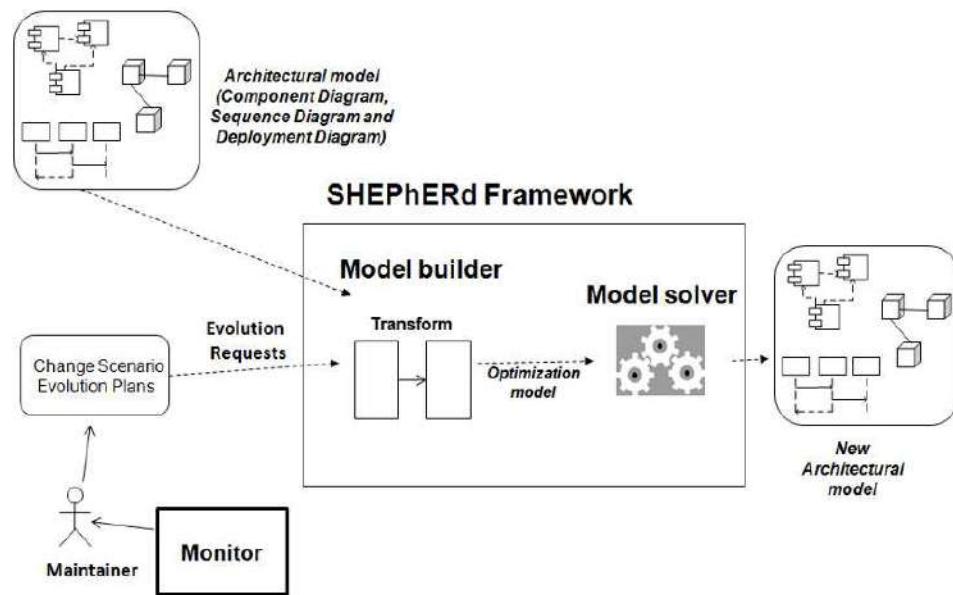 Architectural model
(Component Diagram,
Sequence Diagram and
Deployment Diagram)
SHEPhERd Framework
Model builder
Model solver
Transform
Evolution
Requests
Optimization
model
Change Scenario
Evolution Plans
New
Architectural
model
Monitor
Maintainer